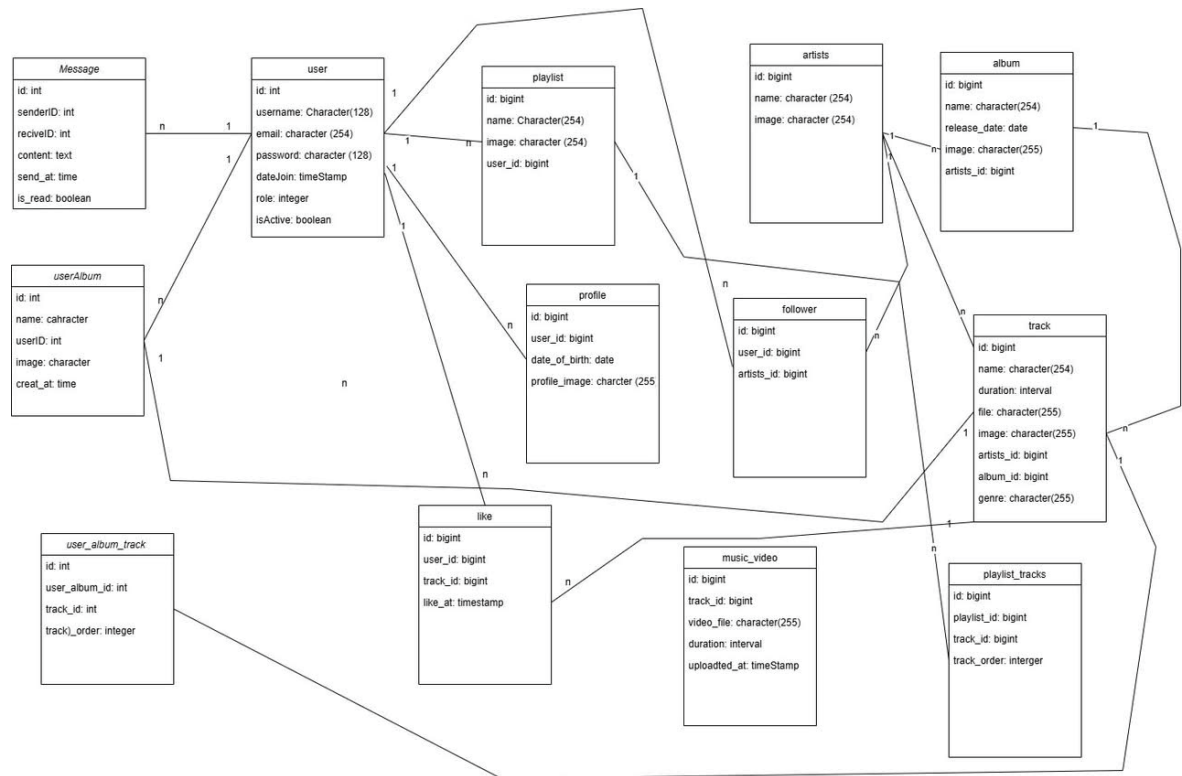 Message
id: int
senderID: int
reciveID: int
content: text
send_at: time
is_read: boolean
user
id: int
username: Character(128)
email: character (254)
password: character (128)
dateJoin: timeStamp
role: integer
isActive: boolean
playlist
id: bigint
name: Character(254)
image: character (254)
user_id: bigint
artists
id: bigint
name: character (254)
image: character (254)
album
id: bigint
name: character(254)
release_date: date
image: character(255)
artists_id: bigint
userAlbum
id: int
name: cahracter
userID: int
image: character
creat_at: time
profile
id: bigint
user_id: bigint
date_of_birth: date
profile_image: charcter (255
follower
id: bigint
user_id: bigint
artists_id: bigint
track
id: bigint
name: character(254)
duration: interval
file: character(255)
image: character(255)
artists_id: bigint
album_id: bigint
genre: character(255)
user_album_track
id: int
user_album_id: int
track_id: int
track)_order: integer
like
id: bigint
user_id: bigint
track_id: bigint
like_at: timestamp
music_video
id: bigint
track_id: bigint
video_file: character(255)
duration: interval
uploadted_at: timeStamp
playlist_tracks
id: bigint
playlist_id: bigint
track_id: bigint
track_order: interger
n
1
1
n
1
1
n
1
n
1
n
1
n
1
n
1
1
n
n
1
n
1
n
1
1
n
1
n
n
1